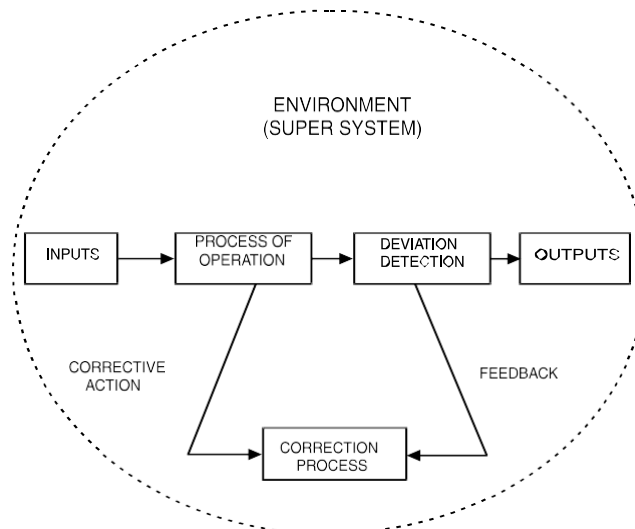 ENVIRONMENT
(SUPER SYSTEM)
INPUTS
PROCESS OF
OPERATION
DEVIATION
DETECTION
OUTPUTS
CORRECTIVE
ACTION
FEEDBACK
CORRECTION
PROCESS